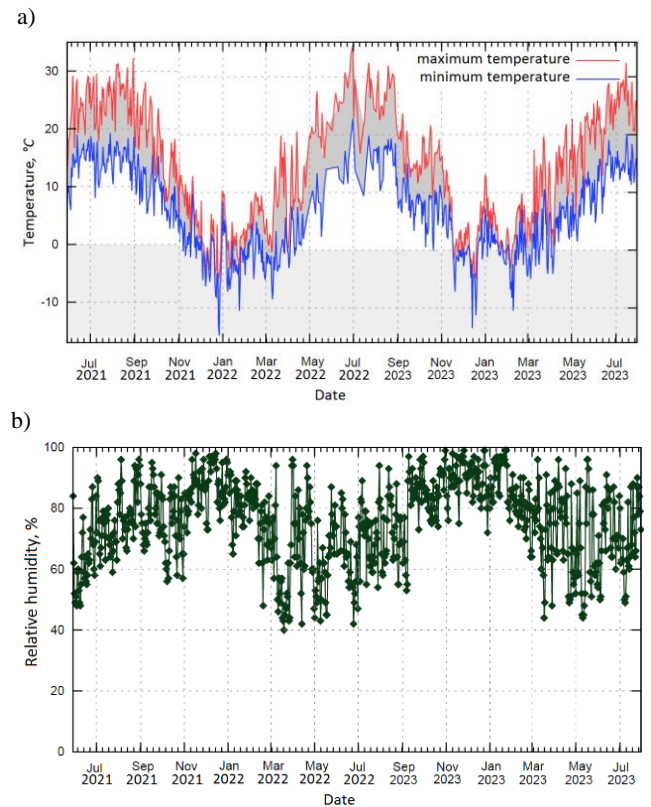 a)
maximum temperature
minimum temperature
30
20
10
0
-10
Temperature, °C
Jul Sep Nov Jan Mar May Jul Sep Nov Jan Mar May Jul
2021 2021 2021 2022 2022 2022 2022 2023 2023 2023 2023 2023 2023
Date
b)
100
80
60
40
20
0
Relative humidity, %
Jul Sep Nov Jan Mar May Jul Sep Nov Jan Mar May Jul
2021 2021 2021 2022 2022 2022 2022 2023 2023 2023 2023 2023 2023
Date